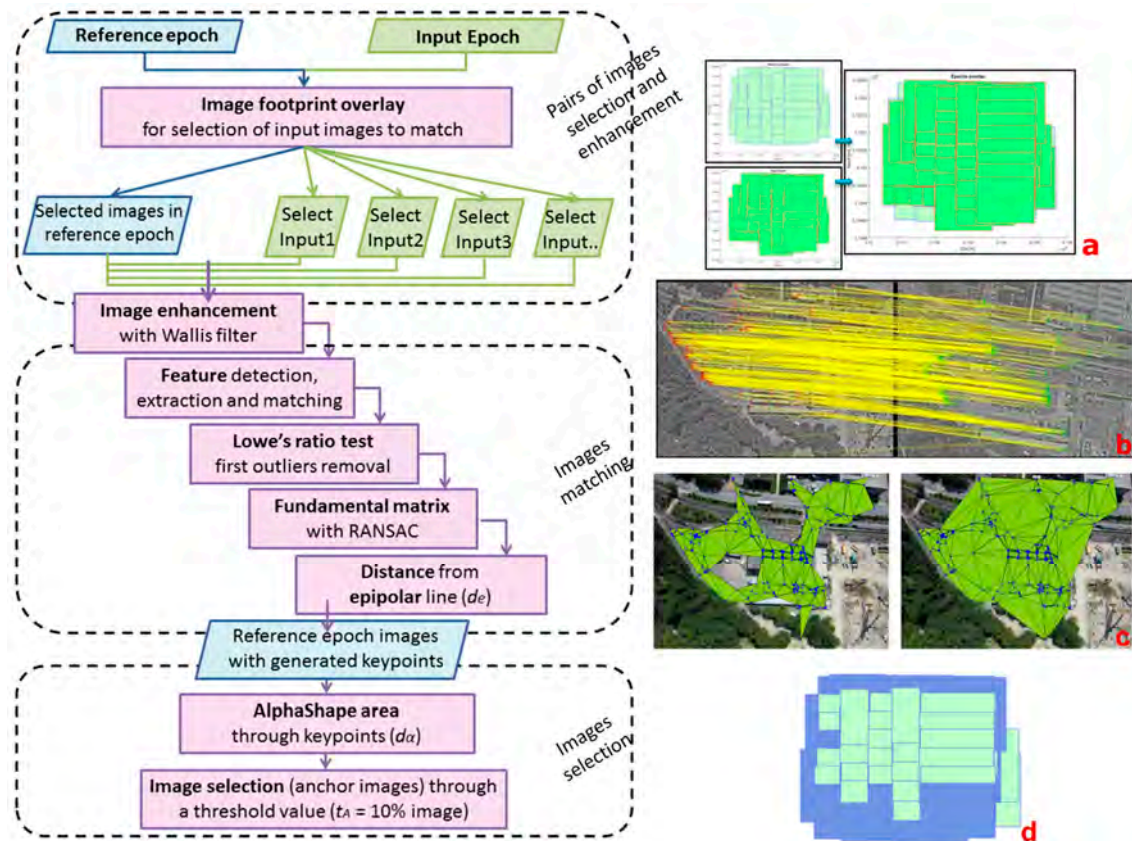 Reference epoch
Input Epoch
Image footprint overlay
for selection of input images to match
Selected images in
reference epoch
Select
Input1
Select
Input2
Select
Input3
Select
Input..
Pairs of images
selection and
enhancement
Image enhancement
with Wallis filter
Feature detection,
extraction and matching
Lowe's ratio test
first outliers removal
Fundamental matrix
with RANSAC
Distance from
epipolar line (de)
Images
matching
Reference epoch images
with generated keypoints
AlphaShape area
through keypoints (dα)
Image selection (anchor images) through
a threshold value (tA = 10% image)
Images
selection
a
b
c
d